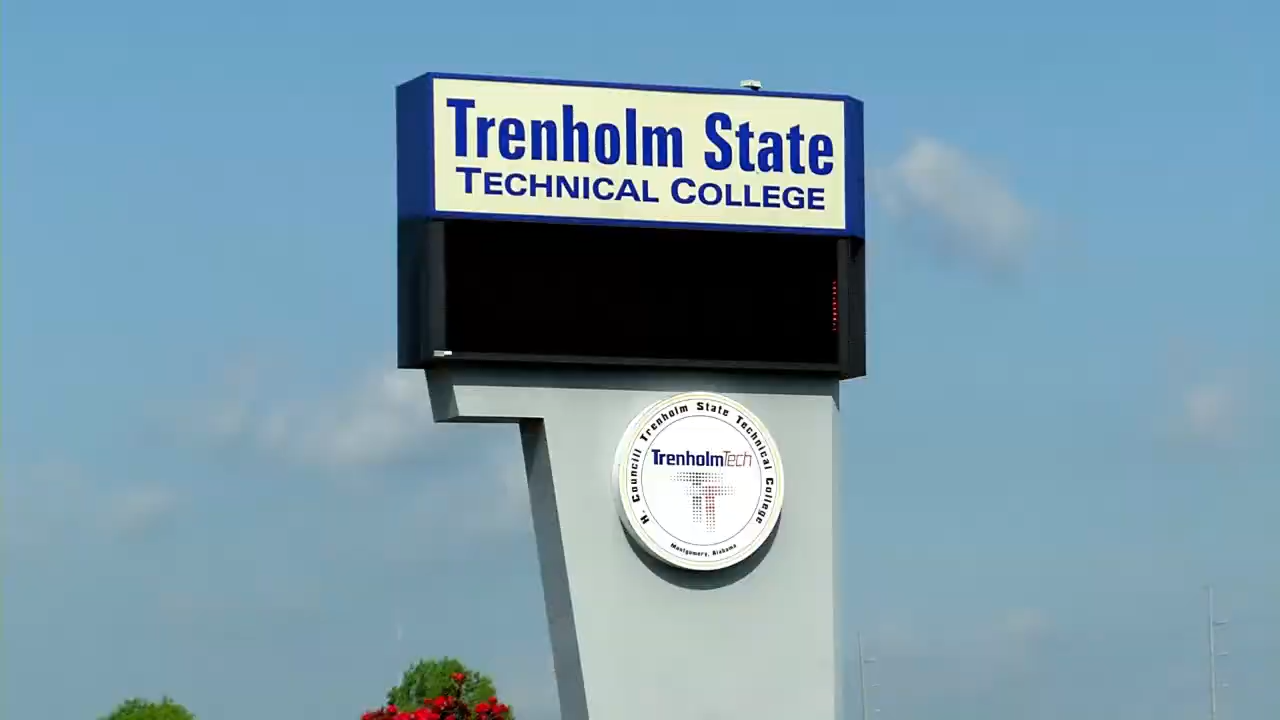 Trenholm State
TECHNICAL COLLEGE
H. Councill Trenholm State Technical College
TrenholmTech
Montgomery, Alabama